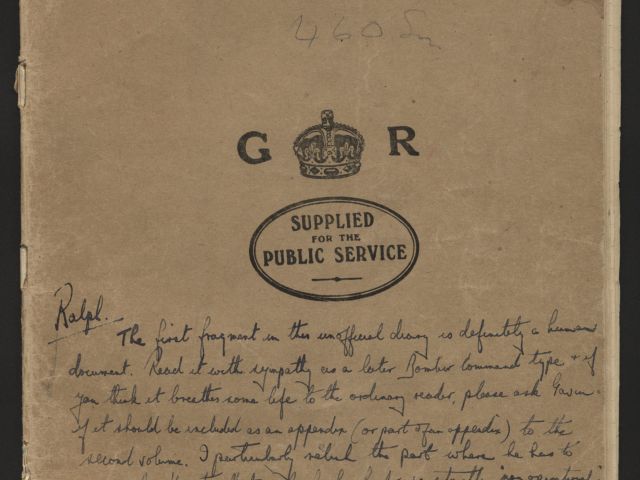 460 Sqn
G R
SUPPLIED
FOR THE
PUBLIC SERVICE
Ralph.
The first fragment in this unofficial diary is definitely a human
document. Read it with sympathy as a later Bomber Command type & if
you think it breathes some life to the ordinary reader, please ask Gavin
if it should be included as an appendix (or part of an appendix) to the
second volume. I particularly relish the part where he has to